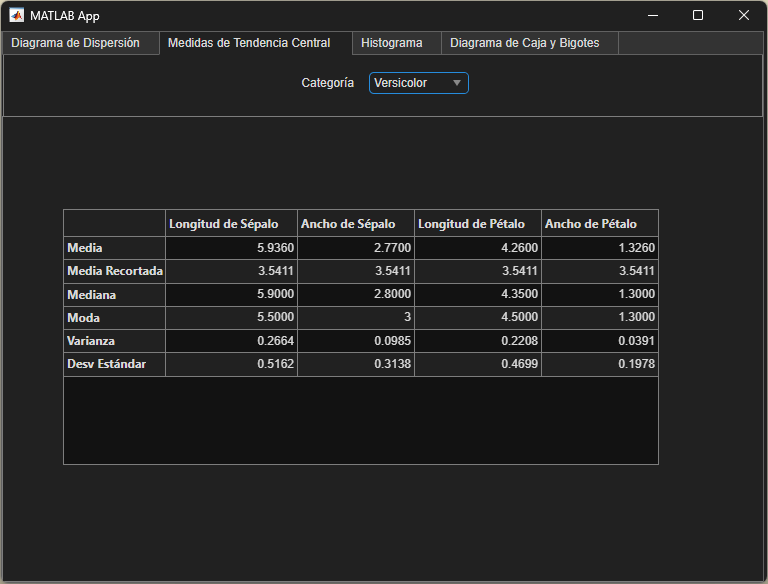 MATLAB App
Diagrama de Dispersión Medidas de Tendencia Central Histograma Diagrama de Caja y Bigotes
Categoría Versicolor
Longitud de Sépalo Ancho de Sépalo Longitud de Pétalo Ancho de Pétalo
Media 5.9360 2.7700 4.2600 1.3260
Media Recortada 3.5411 3.5411 3.5411 3.5411
Mediana 5.9000 2.8000 4.3500 1.3000
Moda 5.5000 3 4.5000 1.3000
Varianza 0.2664 0.0985 0.2208 0.0391
Desv Estándar 0.5162 0.3138 0.4699 0.1978